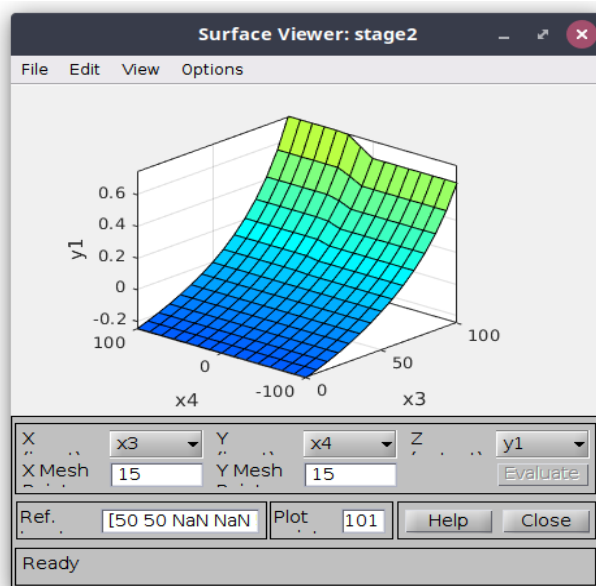 Surface Viewer: stage2
File Edit View Options
0.6
0.4
0.2
0
-0.2
y1
100
0
-100
x4
0
50
100
x3
X x3 Y x4 Z y1
X Mesh 15 Y Mesh 15 Evaluate
Ref. [50 50 NaN NaN Plot 101 Help Close
Ready